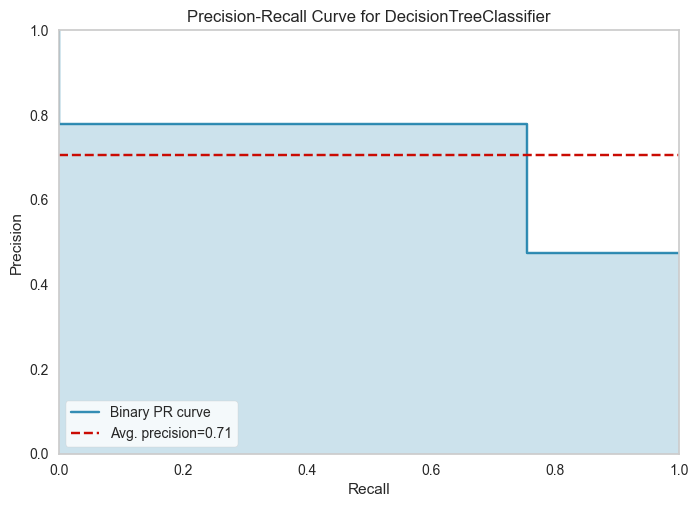 Precision-Recall Curve for DecisionTreeClassifier
1.0
0.8
0.6
0.4
0.2
0.0
Precision
Binary PR curve
Avg. precision=0.71
0.0 0.2 0.4 0.6 0.8 1.0
Recall